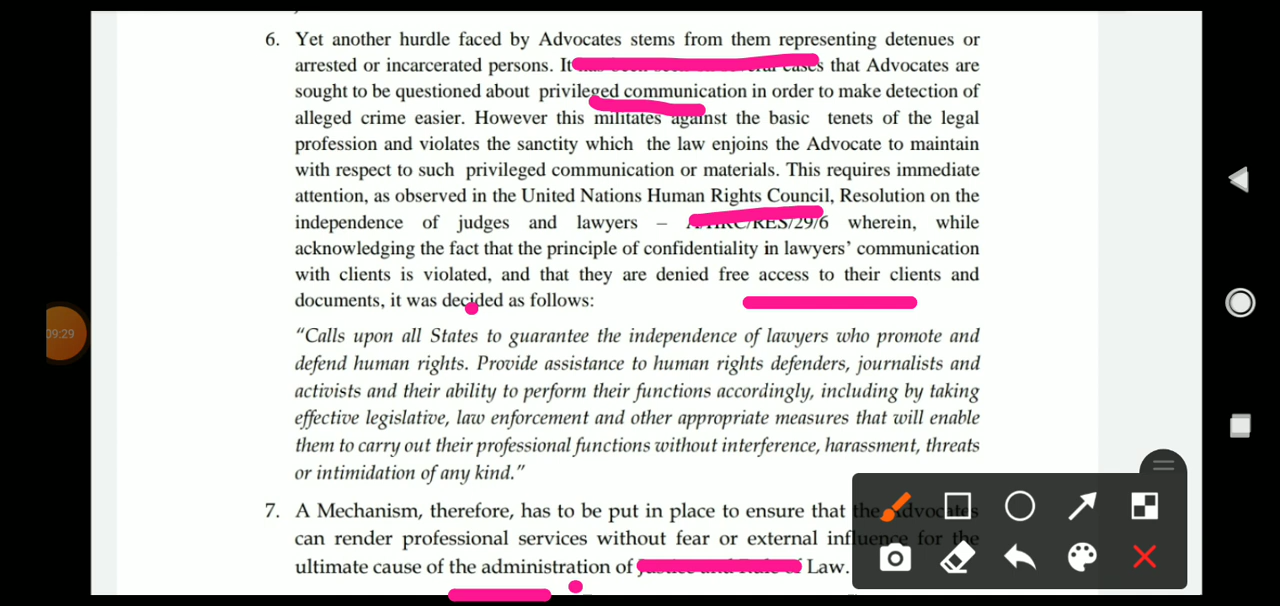 6. Yet another hurdle faced by Advocates stems from them representing detenues or
arrested or incarcerated persons. It cases that Advocates are
sought to be questioned about privileged communication in order to make detection of
alleged crime easier. However this militates against the basic tenets of the legal
profession and violates the sanctity which the law enjoins the Advocate to maintain
with respect to such privileged communication or materials. This requires immediate
attention, as observed in the United Nations Human Rights Council, Resolution on the
independence of judges and lawyers – A/HRC/RES/29/6 wherein, while
acknowledging the fact that the principle of confidentiality in lawyers’ communication
with clients is violated, and that they are denied free access to their clients and
documents, it was decided as follows:
“Calls upon all States to guarantee the independence of lawyers who promote and
defend human rights. Provide assistance to human rights defenders, journalists and
activists and their ability to perform their functions accordingly, including by taking
effective legislative, law enforcement and other appropriate measures that will enable
them to carry out their professional functions without interference, harassment, threats
or intimidation of any kind.”
7. A Mechanism, therefore, has to be put in place to ensure that the Advocates
can render professional services without fear or external influence for the
ultimate cause of the administration of Law.
09:29